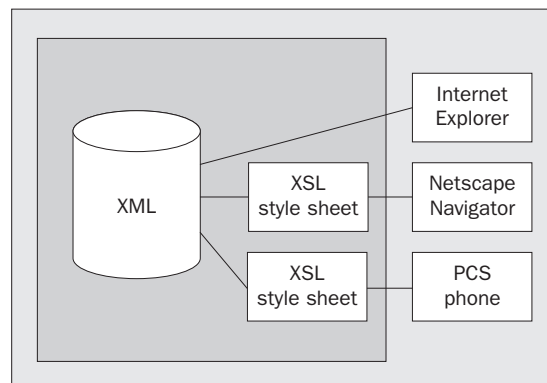 Internet
Explorer
XML
XSL
style sheet
Netscape
Navigator
XSL
style sheet
PCS
phone